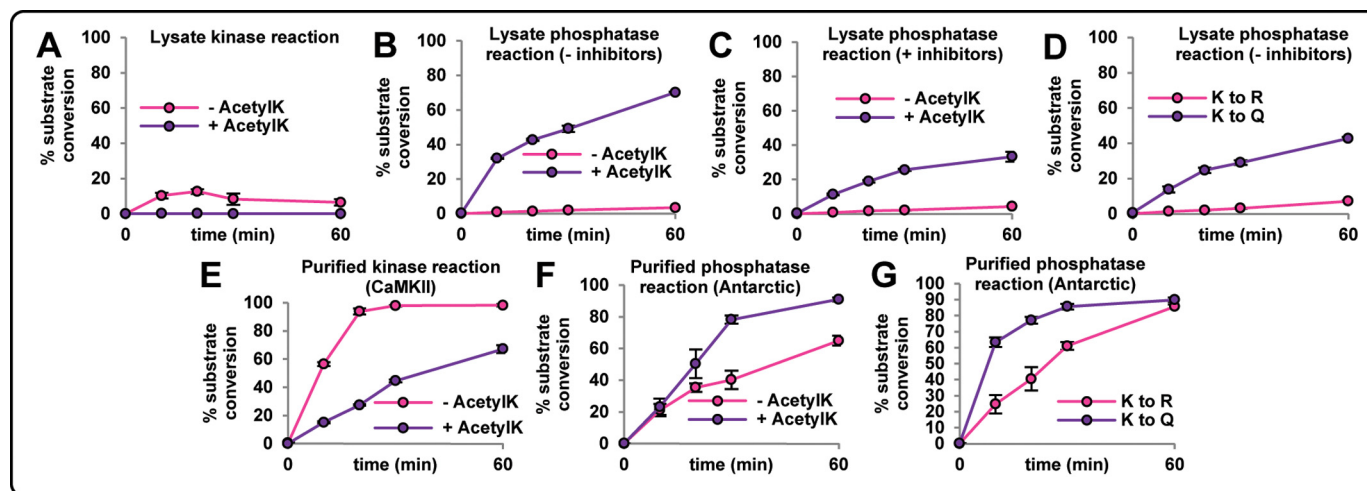 A
Lysate kinase reaction
% substrate
conversion
100
80
60
40
20
0
- AcetylK
+ AcetylK
0
time (min)
60
B
Lysate phosphatase
reaction (- inhibitors)
% substrate
coversion
100
80
60
40
20
0
- AcetylK
+ AcetylK
0
time (min)
60
C
Lysate phosphatase
reaction (+ inhibitors)
% substrate
conversion
100
80
60
40
20
0
- AcetylK
+ AcetylK
0
time (min)
60
D
Lysate phosphatase
reaction (- inhibitors)
% substrate
conversion
100
80
60
40
20
0
K to R
K to Q
0
time (min)
60
E
Purified kinase reaction
(CaMKII)
% substrate
conversion
100
80
60
40
20
0
- AcetylK
+ AcetylK
0
time (min)
60
F
Purified phosphatase
reaction (Antarctic)
% substrate
conversion
100
80
60
40
20
0
- AcetylK
+ AcetylK
0
time (min)
60
G
Purified phosphatase
reaction (Antarctic)
% substrate
conversion
100
90
80
70
60
50
40
30
20
10
0
K to R
K to Q
0
time (min)
60